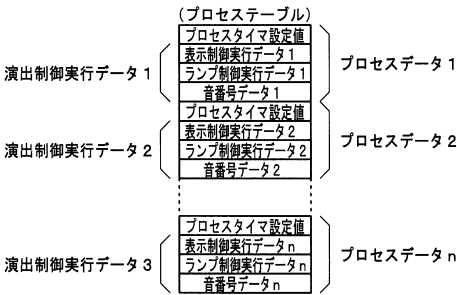 (プロセステーブル)
プロセスタイマ設定値
表示制御実行データ1
ランプ制御実行データ1
音番号データ1
演出制御実行データ1
プロセスデータ1
プロセスタイマ設定値
表示制御実行データ2
ランプ制御実行データ2
音番号データ2
演出制御実行データ2
プロセスデータ2
プロセスタイマ設定値
表示制御実行データn
ランプ制御実行データn
音番号データn
演出制御実行データ3
プロセスデータn